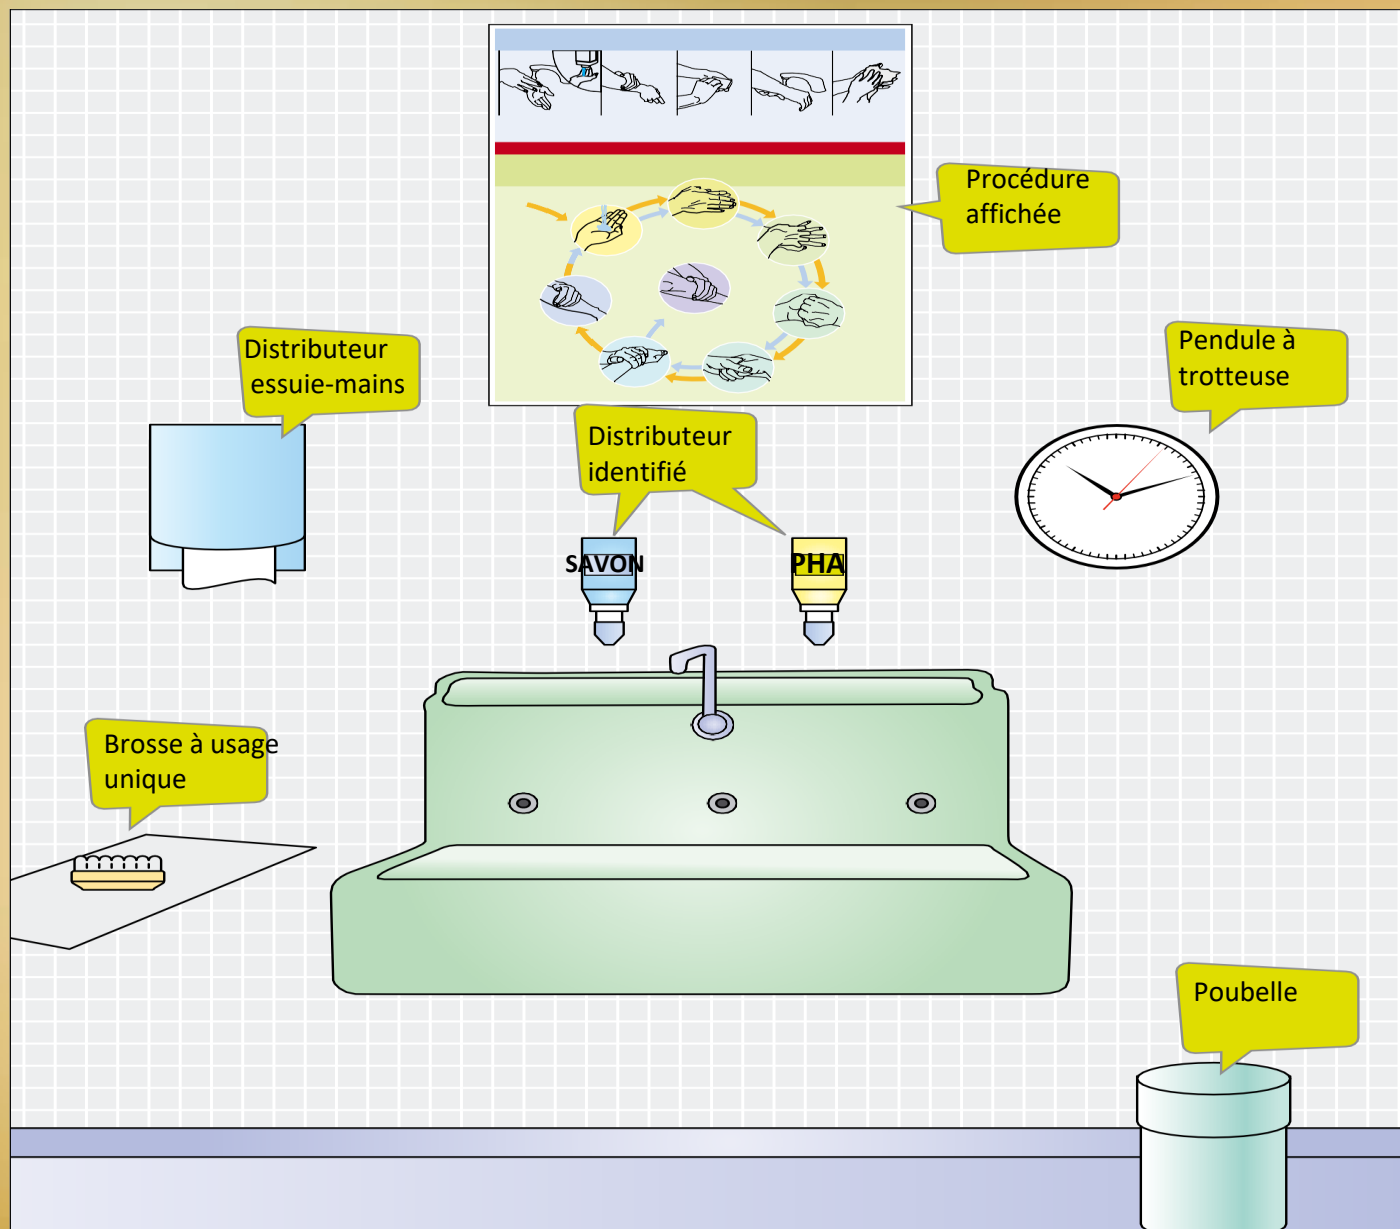 Procédure
affichée
Distributeur
essuie-mains
Pendule à
trotteuse
Distributeur
identifié
SAVON
PHA
Brosse à usage
unique
Poubelle